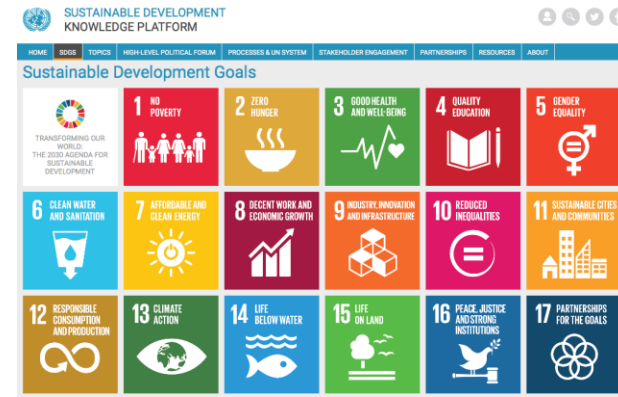 SUSTAINABLE DEVELOPMENT
KNOWLEDGE PLATFORM
HOME SDGS TOPICS HIGH-LEVEL POLITICAL FORUM PROCESSES & UN SYSTEM STAKEHOLDER ENGAGEMENT PARTNERSHIPS RESOURCES ABOUT
Sustainable Development Goals
TRANSFORMING OUR
WORLD:
THE 2030 AGENDA FOR
SUSTAINABLE
DEVELOPMENT
1 NO
POVERTY
2 ZERO
HUNGER
3 GOOD HEALTH
AND WELL-BEING
4 QUALITY
EDUCATION
5 GENDER
EQUALITY
6 CLEAN WATER
AND SANITATION
7 AFFORDABLE AND
CLEAN ENERGY
8 DECENT WORK AND
ECONOMIC GROWTH
9 INDUSTRY, INNOVATION
AND INFRASTRUCTURE
10 REDUCED
INEQUALITIES
11 SUSTAINABLE CITIES
AND COMMUNITIES
12 RESPONSIBLE
CONSUMPTION
AND PRODUCTION
13 CLIMATE
ACTION
14 LIFE
BELOW WATER
15 LIFE
ON LAND
16 PEACE, JUSTICE
AND STRONG
INSTITUTIONS
17 PARTNERSHIPS
FOR THE GOALS